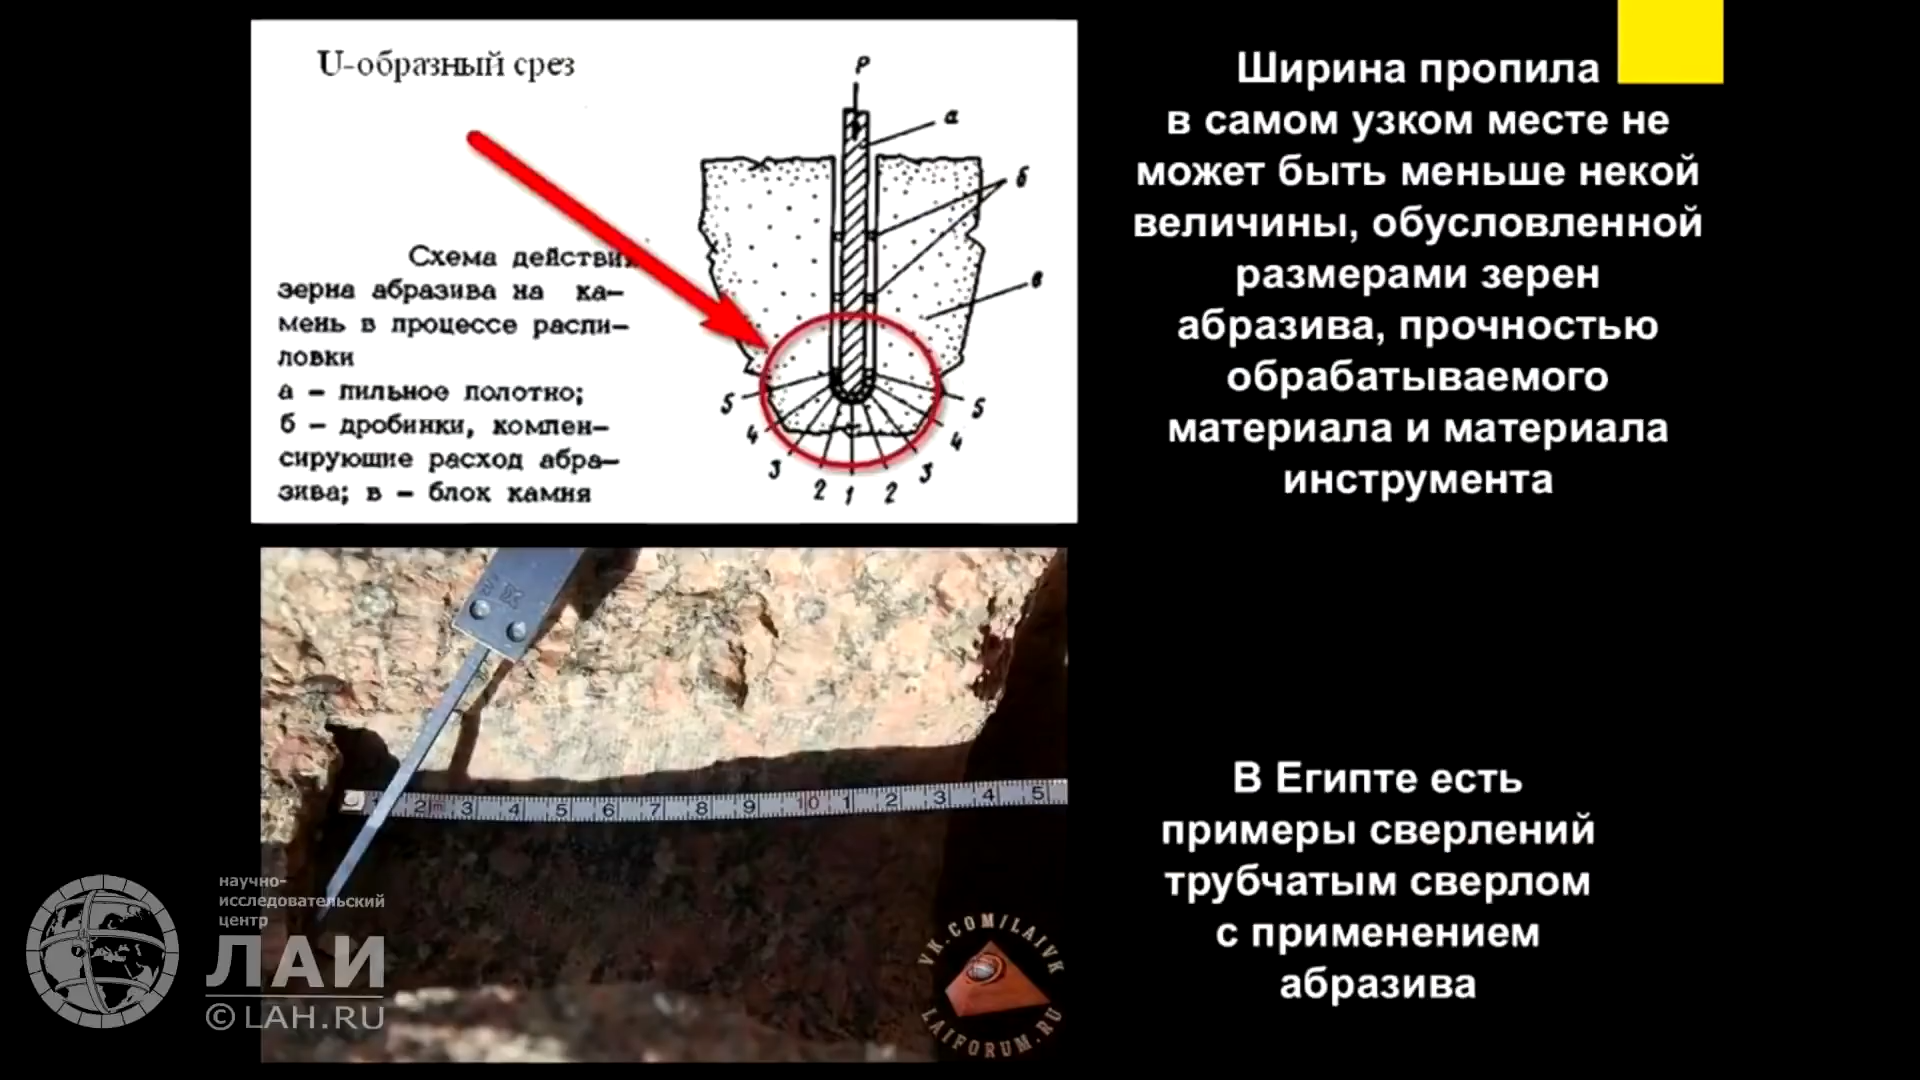 U-образный срез
Схема действия
зерна абразива на ка-
мень в процессе распи-
ловки
а - пильное полотно;
б - дробинки, компен-
сирующие расход абра-
зива; в - блок камня
P
а
б
в
5
4
3
2
1
2
3
4
5
Ширина пропила
в самом узком месте не
может быть меньше некой
величины, обусловленной
размерами зерен
абразива, прочностью
обрабатываемого
материала и материала
инструмента
1 2 3 4 5 6 7 8 9 10 1 2 3 4 5
В Египте есть
примеры сверлений
трубчатым сверлом
с применением
абразива
научно-
исследовательский
центр
ЛАИ
© LAH.RU
VK.COM/LAIVK
LAIFORUM.RU